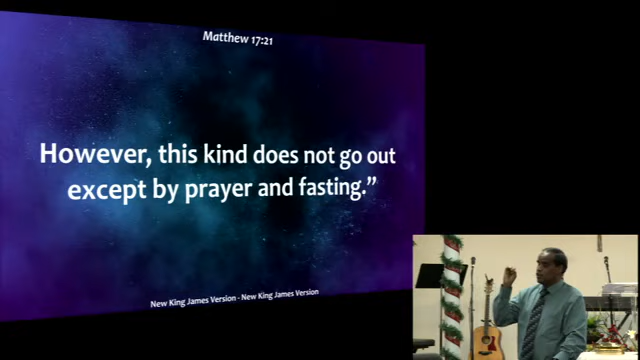 Matthew 17:21
However, this kind does not go out
except by prayer and fasting.”
New King James Version - New King James Version